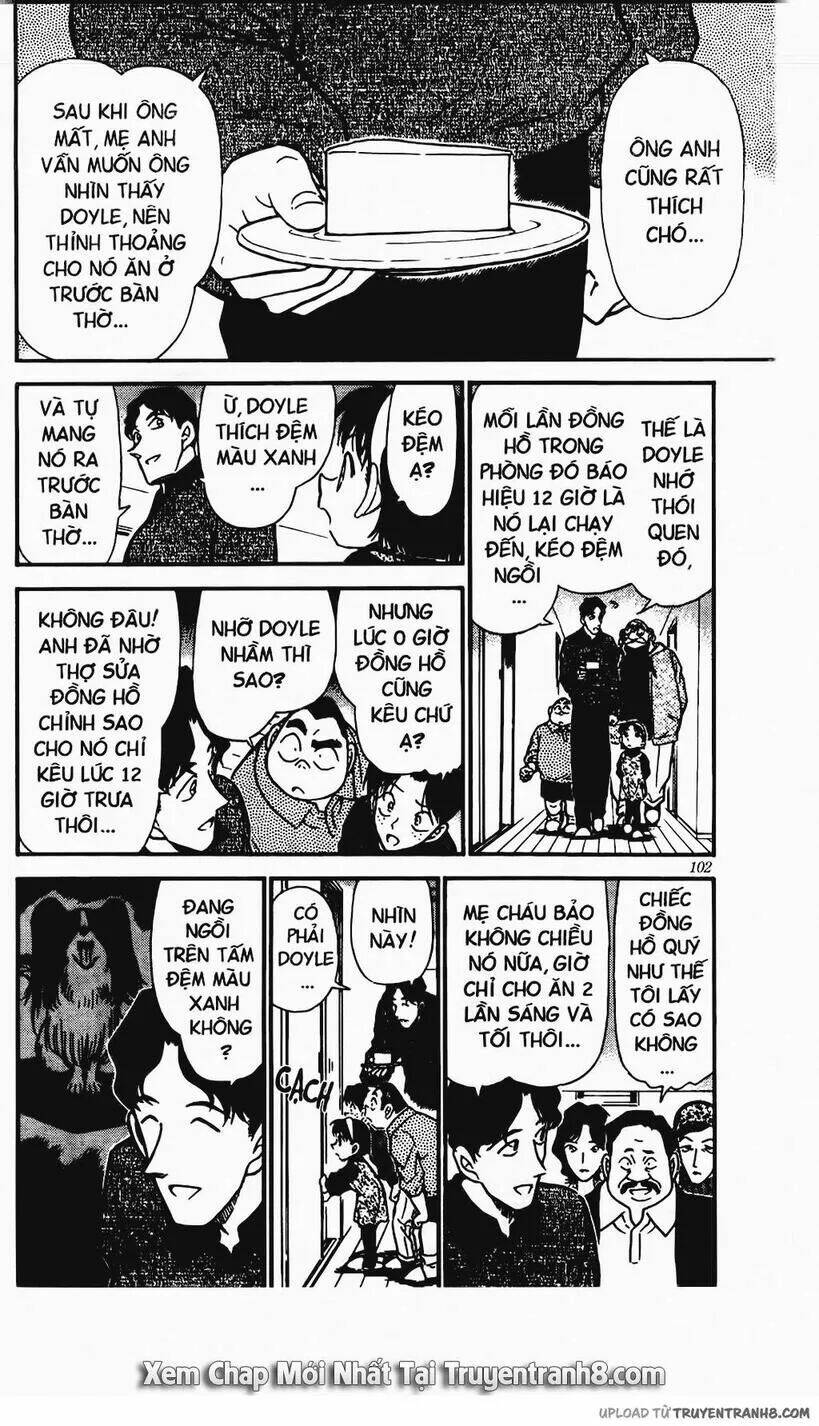 ÔNG ANH
CŨNG RẤT
THÍCH
CHÓ...
SAU KHI ÔNG
MẤT, MẸ ANH
VẪN MUỐN ÔNG
NHÌN THẤY
DOYLE, NÊN
THỈNH THOẢNG
CHO NÓ ĂN Ở
TRƯỚC BÀN
THỜ...
THẾ LÀ
DOYLE
NHỚ
THÓI
QUEN
ĐÓ,
MỖI LẦN ĐỒNG
HỒ TRONG
PHÒNG ĐÓ BÁO
HIỆU 12 GIỜ LÀ
NÓ LẠI CHẠY
ĐẾN, KÉO ĐỆM
NGỒI
...
KÉO
ĐỆM
Ạ?
Ừ, DOYLE
THÍCH ĐỆM
MÀU XANH
...
VÀ TỰ
MANG
NÓ RA
TRƯỚC
BÀN
THỜ...
NHƯNG
LÚC 0 GIỜ
ĐỒNG HỒ
CŨNG
KÊU CHỨ
Ạ?
NHỠ DOYLE
NHẦM THÌ
SAO?
KHÔNG ĐÂU!
ANH ĐÃ NHỜ
THỢ SỬA
ĐỒNG HỒ
CHỈNH SAO
CHO NÓ CHỈ
KÊU LÚC 12
GIỜ TRƯA
THÔI...
102
CHIẾC
ĐỒNG
HỒ QUÝ
NHƯ THẾ
TÔI LẤY
CÓ SAO
KHÔNG
...
MẸ CHÁU BẢO
KHÔNG CHIỀU
NÓ NỮA, GIỜ
CHỈ CHO ĂN 2
LẦN SÁNG VÀ
TỐI THÔI...
NHÌN
NÀY!
CÓ
PHẢI
DOYLE
...
CẠCH
ĐANG
NGỒI
TRÊN TẤM
ĐỆM MÀU
XANH
KHÔNG
?
Xem Chap Mới Nhất Tại Truyentranh8.com
UPLOAD TỪ TRUYENTRANH8.COM